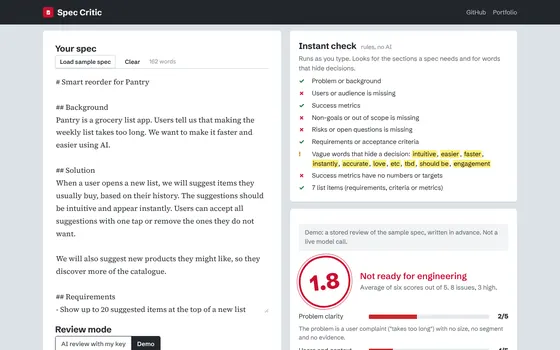 S Spec Critic
GitHub Portfolio
Your spec
Load sample spec Clear 162 words
# Smart reorder for Pantry
## Background
Pantry is a grocery list app. Users tell us that making the
weekly list takes too long. We want to make it faster and
easier using AI.
## Solution
When a user opens a new list, we will suggest items they
usually buy, based on their history. The suggestions should
be intuitive and appear instantly. Users can accept all
suggestions with one tap or remove the ones they do not
want.
We will also suggest new products they might like, so they
discover more of the catalogue.
## Requirements
- Show up to 20 suggested items at the top of a new list
Review mode
AI review with my key Demo
Instant check rules, no AI
Runs as you type. Looks for the sections a spec needs and for words
that hide decisions.
✓ Problem or background
× Users or audience is missing
✓ Success metrics
× Non-goals or out of scope is missing
× Risks or open questions is missing
✓ Requirements or acceptance criteria
! Vague words that hide a decision: intuitive, easier, faster,
instantly, accurate, love, etc, tbd, should be, engagement
× Success metrics have no numbers or targets
✓ 7 list items (requirements, criteria or metrics)
Demo: a stored review of the sample spec, written in advance. Not a
live model call.
1.8
Not ready for engineering
Average of six scores out of 5, 8 issues, 3 high.
Problem clarity 2/5
The problem is a user complaint ("takes too long") with no size, no segment
and no evidence.